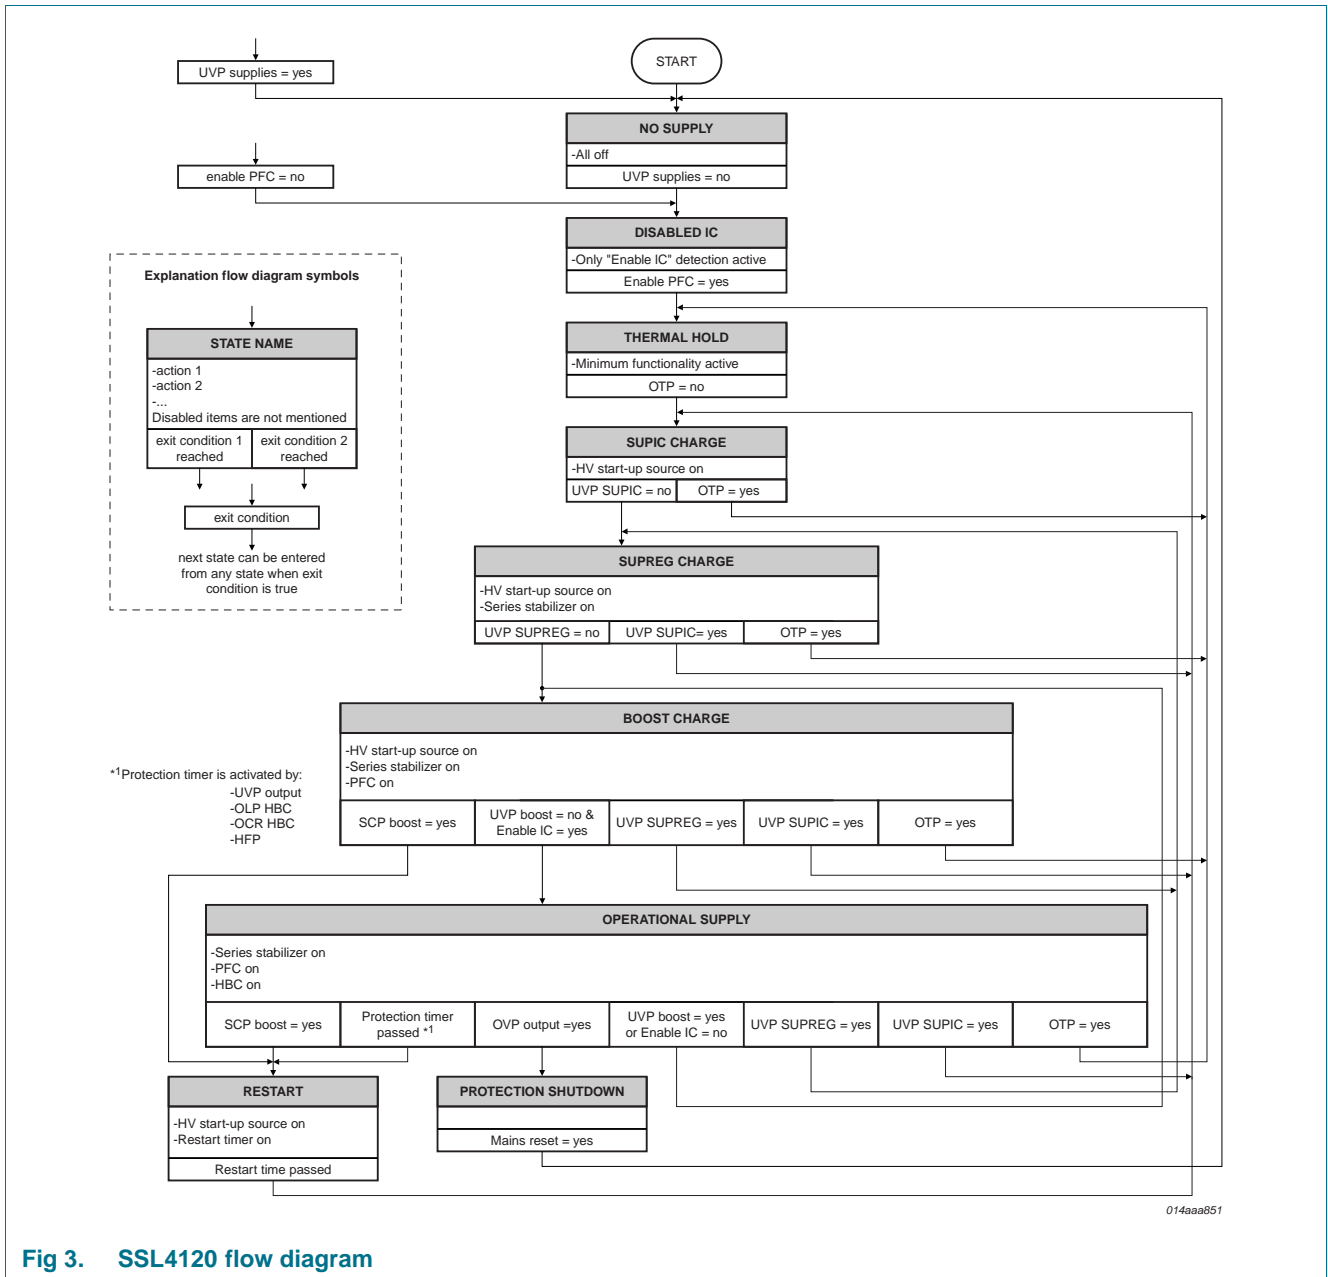 START
UVP supplies = yes
NO SUPPLY
-All off
UVP supplies = no
enable PFC = no
DISABLED IC
-Only "Enable IC" detection active
Enable PFC = yes
Explanation flow diagram symbols
STATE NAME
-action 1
-action 2
-...
Disabled items are not mentioned
exit condition 1
reached
exit condition 2
reached
exit condition
next state can be entered
from any state when exit
condition is true
THERMAL HOLD
-Minimum functionality active
OTP = no
SUPIC CHARGE
-HV start-up source on
UVP SUPIC = no
OTP = yes
SUPREG CHARGE
-HV start-up source on
-Series stabilizer on
UVP SUPREG = no
UVP SUPIC= yes
OTP = yes
BOOST CHARGE
-HV start-up source on
-Series stabilizer on
-PFC on
SCP boost = yes
UVP boost = no &
Enable IC = yes
UVP SUPREG = yes
UVP SUPIC = yes
OTP = yes
*1Protection timer is activated by:
-UVP output
-OLP HBC
-OCR HBC
-HFP
OPERATIONAL SUPPLY
-Series stabilizer on
-PFC on
-HBC on
SCP boost = yes
Protection timer
passed *1
OVP output =yes
UVP boost = yes
or Enable IC = no
UVP SUPREG = yes
UVP SUPIC = yes
OTP = yes
RESTART
-HV start-up source on
-Restart timer on
Restart time passed
PROTECTION SHUTDOWN
Mains reset = yes
014aaa851
Fig 3. SSL4120 flow diagram